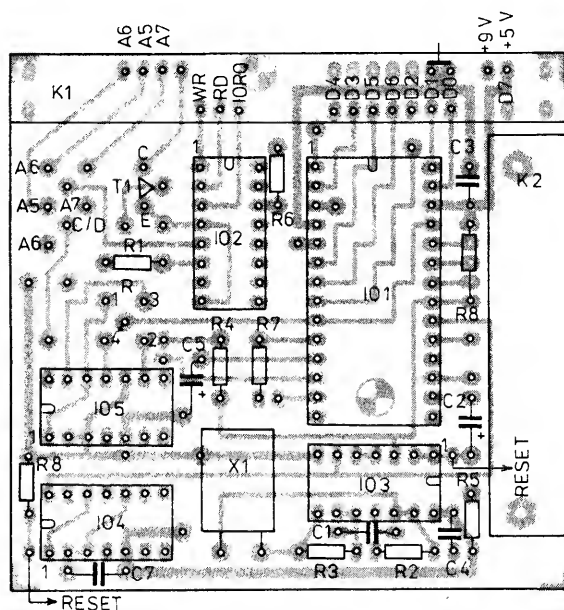 A6 A5 A7
+9V +5V
K1
WR RD IORQ
D4 D3 D5 D6 D2 D1 D0 D7
1
1
C3
A6
C
T1
K2
A5 A7
C/D
E
R6
A6
IO2
R1
R
IO1
R8
1 3
4 2
C5
R4 R7
+
IO5
C2
+
1
1
R8
X1
RESET
IO3
R5
IO4
C1
C4
1
C7
R3 R2
RESET